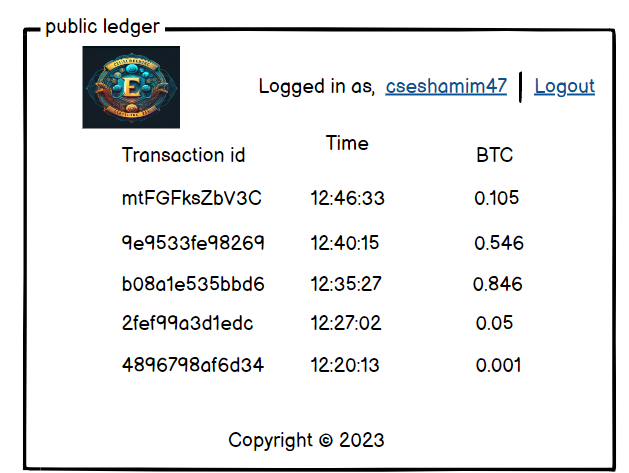 public ledger
E
Logged in as, cseshamim47 | Logout
Transaction id Time BTC
mtFGFksZbV3C 12:46:33 0.105
9e9533fe98269 12:40:15 0.546
b08a1e535bbd6 12:35:27 0.846
2fef99a3d1edc 12:27:02 0.05
4896798af6d34 12:20:13 0.001
Copyright © 2023